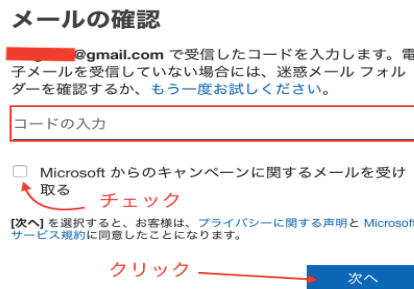 メールの確認
@gmail.com で受信したコードを入力します。電
子メールを受信していない場合には、迷惑メール フォル
ダーを確認するか、もう一度お試しください。
コードの入力
Microsoft からのキャンペーンに関するメールを受け
取る
チェック
[次へ] を選択すると、お客様は、プライバシーに関する声明と Microsoft
サービス規約に同意したことになります。
クリック
次へ